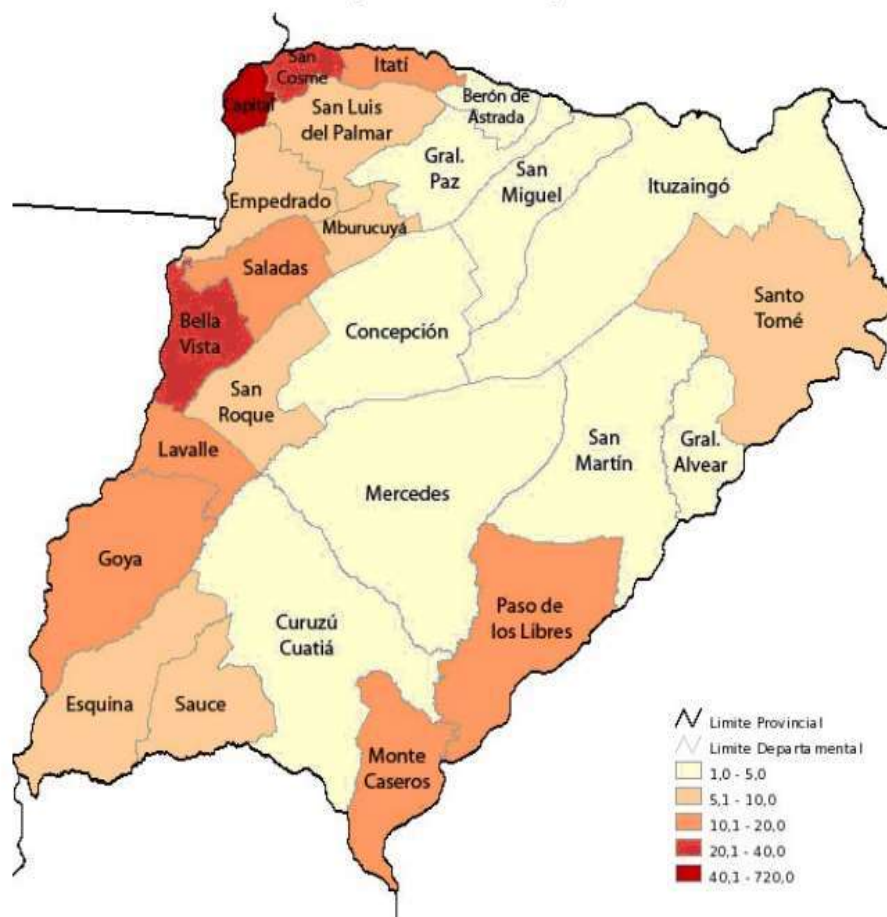 San
Cosme
Itatí
Capital
Berón de
Astrada
San Luis
del Palmar
Gral.
Paz
San
Miguel
Ituzaingó
Empedrado
Mburucuyá
Saladas
Santo
Tomé
Bella
Vista
Concepción
San
Roque
Lavalle
San
Martín
Gral.
Alvear
Mercedes
Goya
Paso de
los Libres
Curuzú
Cuatiá
Esquina
Sauce
Monte
Caseros
Limite Provincial
Limite Departamental
1,0 - 5,0
5,1 - 10,0
10,1 - 20,0
20,1 - 40,0
40,1 - 720,0